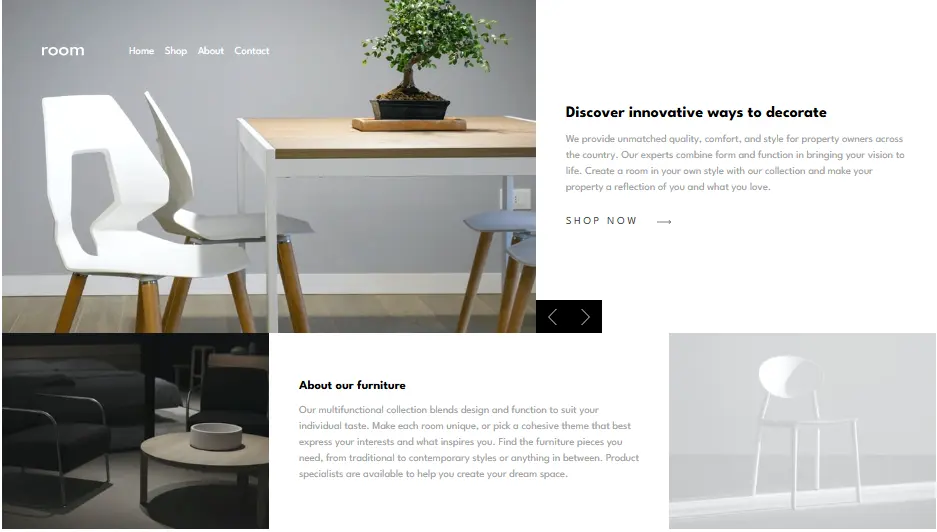 room
Home Shop About Contact
Discover innovative ways to decorate
We provide unmatched quality, comfort, and style for property owners across
the country. Our experts combine form and function in bringing your vision to
life. Create a room in your own style with our collection and make your
property a reflection of you and what you love.
SHOP NOW
About our furniture
Our multifunctional collection blends design and function to suit your
individual taste. Make each room unique, or pick a cohesive theme that best
express your interests and what inspires you. Find the furniture pieces you
need, from traditional to contemporary styles or anything in between. Product
specialists are available to help you create your dream space.